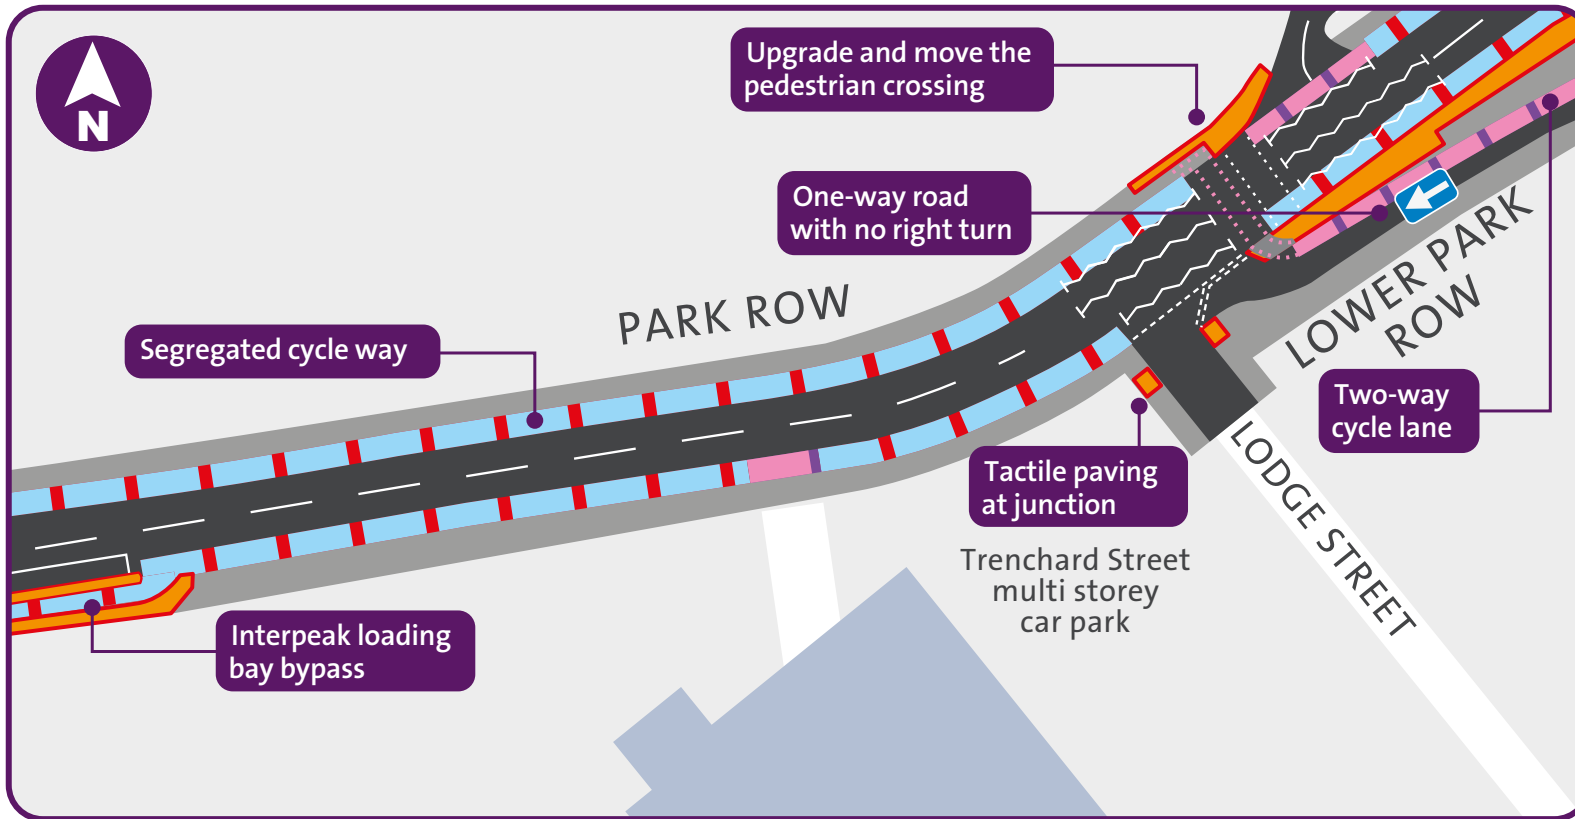 N
Upgrade and move the
pedestrian crossing
One-way road
with no right turn
PARK ROW
LOWER PARK
ROW
Segregated cycle way
Two-way
cycle lane
Tactile paving
at junction
LODGE STREET
Trenchard Street
multi storey
car park
Interpeak loading
bay bypass